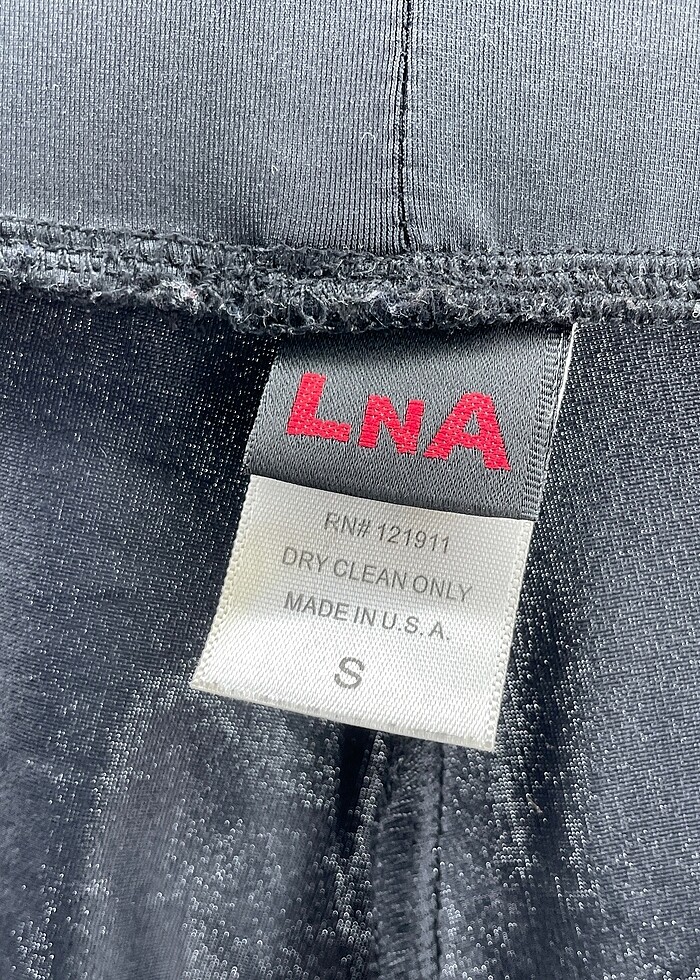 LNA
RN# 121911
DRY CLEAN ONLY
MADE IN U.S.A.
S